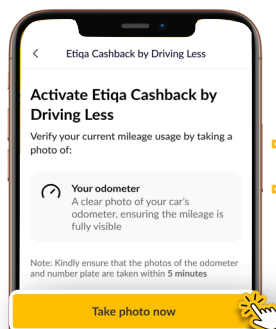 Etiqa Cashback by Driving Less
Activate Etiqa Cashback by
Driving Less
Verify your current mileage usage by taking a
photo of:
Your odometer
A clear photo of your car's
odometer, ensuring the mileage is
fully visible
Note: Kindly ensure that the photos of the odometer
and number plate are taken within 5 minutes
Take photo now